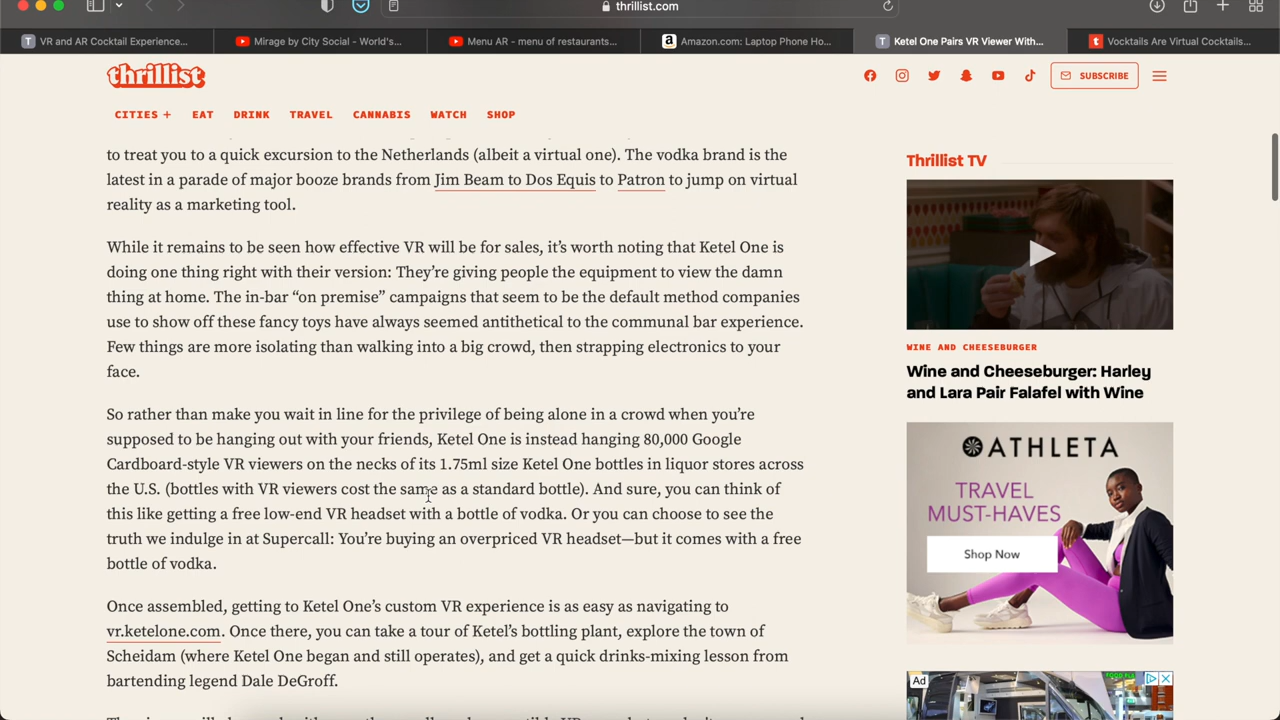 thrillist.com
VR and AR Cocktail Experience...
Mirage by City Social - World's...
Menu AR - menu of restaurants...
Amazon.com: Laptop Phone Ho...
Ketel One Pairs VR Viewer With...
Vocktails Are Virtual Cocktails...
thrillist
SUBSCRIBE
CITIES + EAT DRINK TRAVEL CANNABIS WATCH SHOP
to treat you to a quick excursion to the Netherlands (albeit a virtual one). The vodka brand is the
latest in a parade of major booze brands from Jim Beam to Dos Equis to Patron to jump on virtual
reality as a marketing tool.
While it remains to be seen how effective VR will be for sales, it's worth noting that Ketel One is
doing one thing right with their version: They're giving people the equipment to view the damn
thing at home. The in-bar “on premise” campaigns that seem to be the default method companies
use to show off these fancy toys have always seemed antithetical to the communal bar experience.
Few things are more isolating than walking into a big crowd, then strapping electronics to your
face.
So rather than make you wait in line for the privilege of being alone in a crowd when you're
supposed to be hanging out with your friends, Ketel One is instead hanging 80,000 Google
Cardboard-style VR viewers on the necks of its 1.75ml size Ketel One bottles in liquor stores across
the U.S. (bottles with VR viewers cost the same as a standard bottle). And sure, you can think of
this like getting a free low-end VR headset with a bottle of vodka. Or you can choose to see the
truth we indulge in at Supercall: You're buying an overpriced VR headset—but it comes with a free
bottle of vodka.
Once assembled, getting to Ketel One's custom VR experience is as easy as navigating to
vr.ketelone.com. Once there, you can take a tour of Ketel's bottling plant, explore the town of
Scheidam (where Ketel One began and still operates), and get a quick drinks-mixing lesson from
bartending legend Dale DeGroff.
Thrillist TV
WINE AND CHEESEBURGER
Wine and Cheeseburger: Harley
and Lara Pair Falafel with Wine
ATHLETA
TRAVEL
MUST-HAVES
Shop Now
Ad